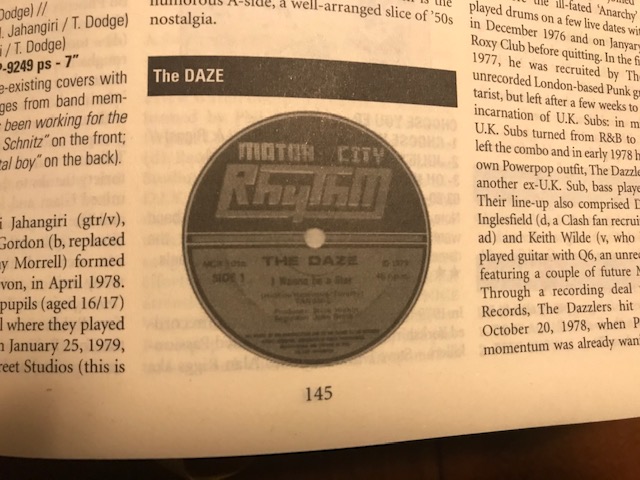 Dodge) //
. Jahangiri / T. Dodge)
i / T. Dodge)
P-9249 ps - 7"
e-existing covers with
ges from band mem-
been working for the
Schnitz" on the front;
tal boy" on the back).
i Jahangiri (gtr/v),
Gordon (b, replaced
y Morrell) formed
von, in April 1978.
pupils (aged 16/17)
l where they played
n January 25, 1979,
reet Studios (this is
humorous A-side, a well-arranged slice of '50s
nostalgia.
The DAZE
MOTOR CITY
RHYTHM
THE DAZE
SIDE 1
I Wanna be a Star
145
the ill-fated 'Anarchy'
played drums on a few live dates wit
in December 1976 and on Janyar
Roxy Club before quitting. In the fi
1977, he was recruited by Th
unrecorded London-based Punk g
tarist, but left after a few weeks to
incarnation of U.K. Subs: in m
U.K. Subs turned from R&B to
left the combo and in early 1978
own Powerpop outfit, The Dazzle
another ex-U.K. Sub, bass playe
Their line-up also comprised D
Inglesfield (d, a Clash fan recrui
ad) and Keith Wilde (v, who
played guitar with Q6, an unrec
featuring a couple of future M
Through a recording deal
Records, The Dazzlers hit
October 20, 1978, when P
momentum was already wan